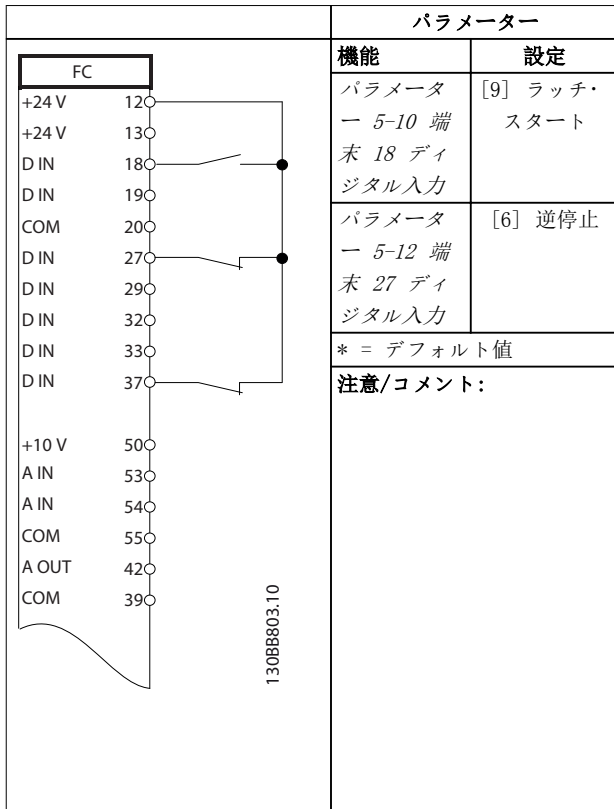 パラメーター
機能 設定
パラメータ
ー 5-10 端
末 18 ディ
ジタル入力
[9] ラッチ・
スタート
パラメータ
ー 5-12 端
末 27 ディ
ジタル入力
[6] 逆停止
* = デフォルト値
注意/コメント:
FC
+24 V 12
+24 V 13
D IN 18
D IN 19
COM 20
D IN 27
D IN 29
D IN 32
D IN 33
D IN 37
+10 V 50
A IN 53
A IN 54
COM 55
A OUT 42
COM 39
130BB803.10